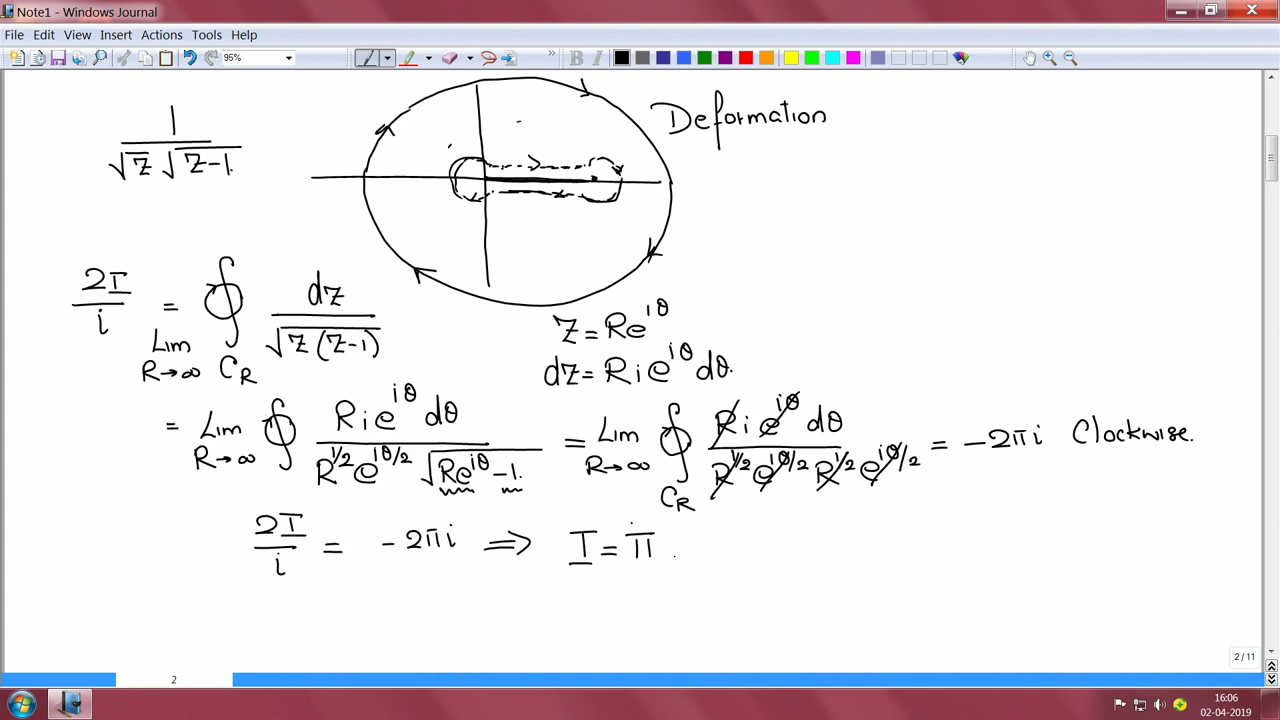 Note1 - Windows Journal
File Edit View Insert Actions Tools Help
95%
B I
1/(√z √z-1)
Deformation
2I/i = Lim R→∞ ∮ C_R dz/√z(z-1)
z = Re^{iθ}
dz = Rie^{iθ}dθ.
= Lim R→∞ ∮ Rie^{iθ}dθ/(R^{1/2}e^{iθ/2} √Re^{iθ}-1) = Lim R→∞ ∮ C_R Rie^{iθ}dθ/(R^{1/2}e^{iθ/2}R^{1/2}e^{iθ/2}) = -2πi Clockwise.
2I/i = -2πi ⇒ I = π.
2/11
2
16:06
02-04-2019